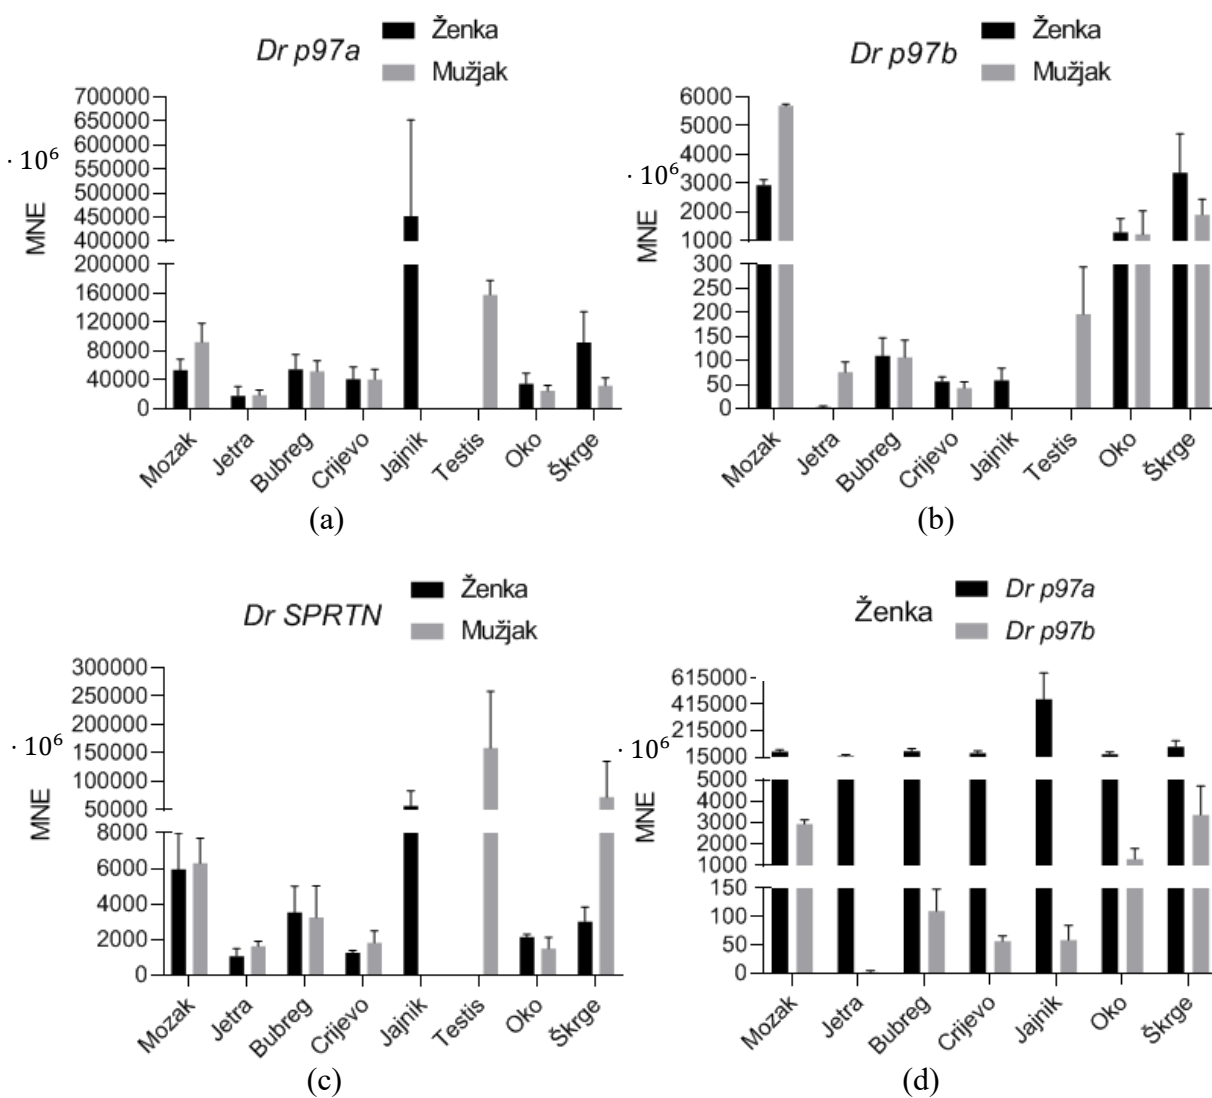 Dr p97a
Ženka
Mužjak
700000
650000
600000
550000
500000
450000
400000
200000
160000
120000
80000
40000
0
· 10⁶
MNE
Mozak
Jetra
Bubreg
Crijevo
Jajnik
Testis
Oko
Škrge
(a)
Dr p97b
Ženka
Mužjak
6000
5000
4000
3000
2000
1000
300
250
200
150
100
50
0
· 10⁶
MNE
Mozak
Jetra
Bubreg
Crijevo
Jajnik
Testis
Oko
Škrge
(b)
Dr SPRTN
Ženka
Mužjak
300000
250000
200000
150000
100000
50000
8000
6000
4000
2000
0
· 10⁶
MNE
Mozak
Jetra
Bubreg
Crijevo
Jajnik
Testis
Oko
Škrge
(c)
Ženka
Dr p97a
Dr p97b
615000
415000
215000
15000
5000
4000
3000
2000
1000
150
100
50
0
· 10⁶
MNE
Mozak
Jetra
Bubreg
Crijevo
Jajnik
Oko
Škrge
(d)